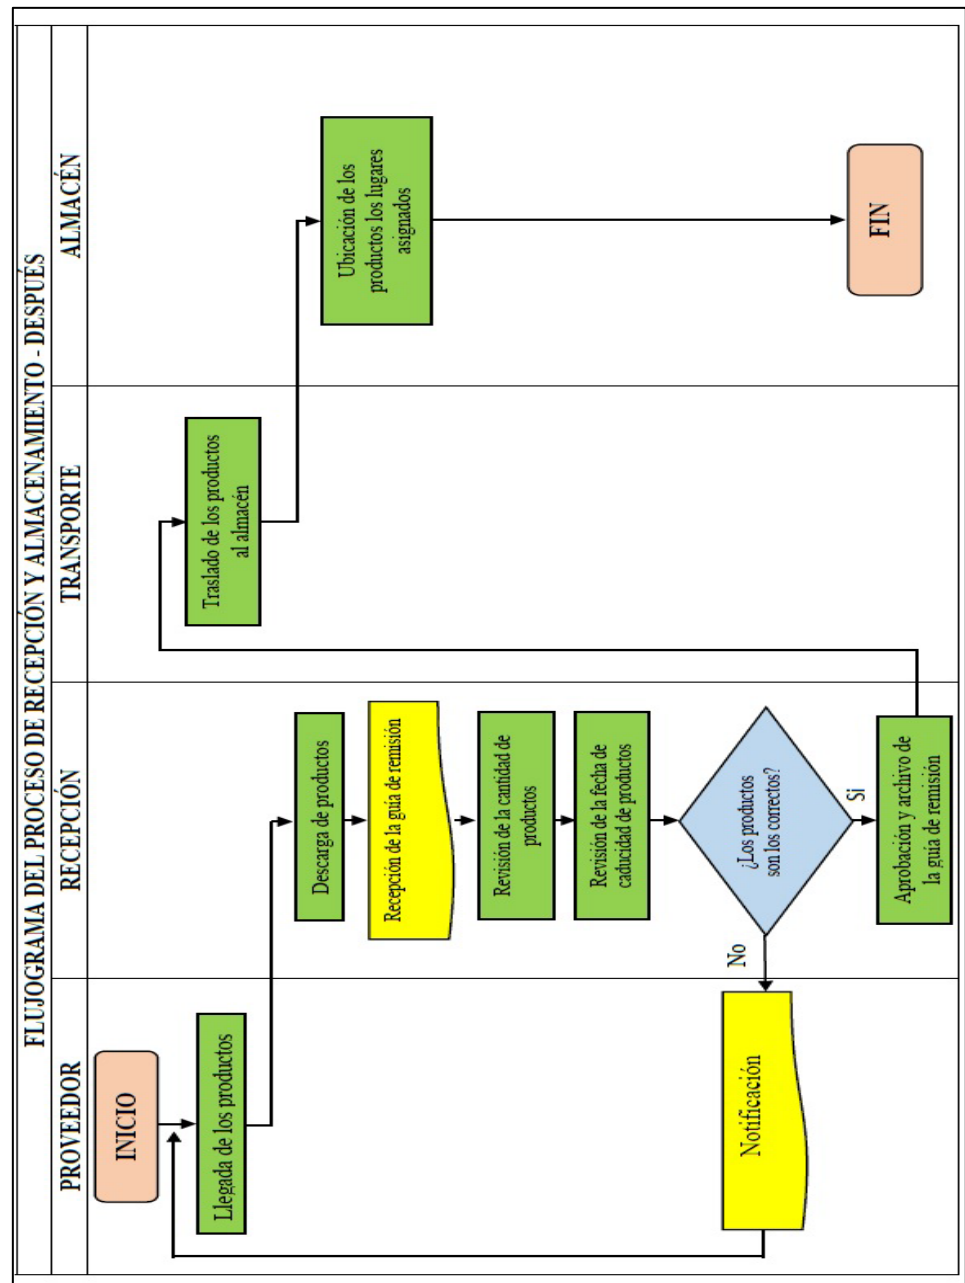 FLUJOGRAMA DEL PROCESO DE RECEPCIÓN Y ALMACENAMIENTO - DESPUÉS
PROVEEDOR
RECEPCIÓN
TRANSPORTE
ALMACÉN
INICIO
Llegada de los productos
Descarga de productos
Recepción de la guía de remisión
Revisión de la cantidad de
productos
Revisión de la fecha de
caducidad de productos
¿Los productos
son los correctos?
No
Notificación
Si
Aprobación y archivo de
la guía de remisión
Traslado de los productos
al almacén
Ubicación de los
productos los lugares
asignados
FIN